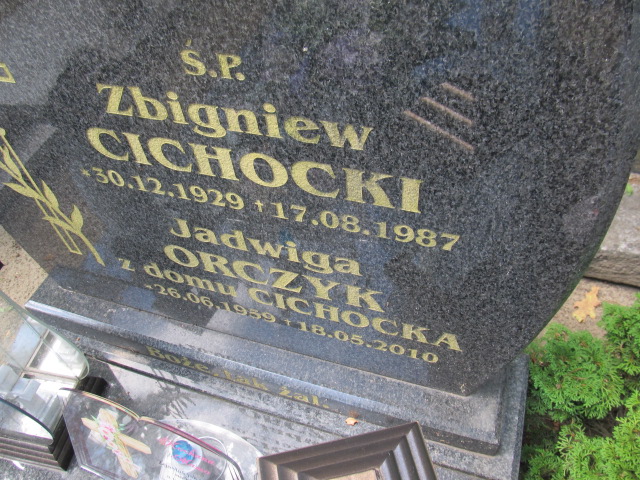 Ś.P.
Zbigniew
CICHOCKI
*30.12.1929 †17.08.1987
Jadwiga
ORCZYK
z domu CICHOCKA
*26.06.1959 †18.05.2010
Boże, tak żal...